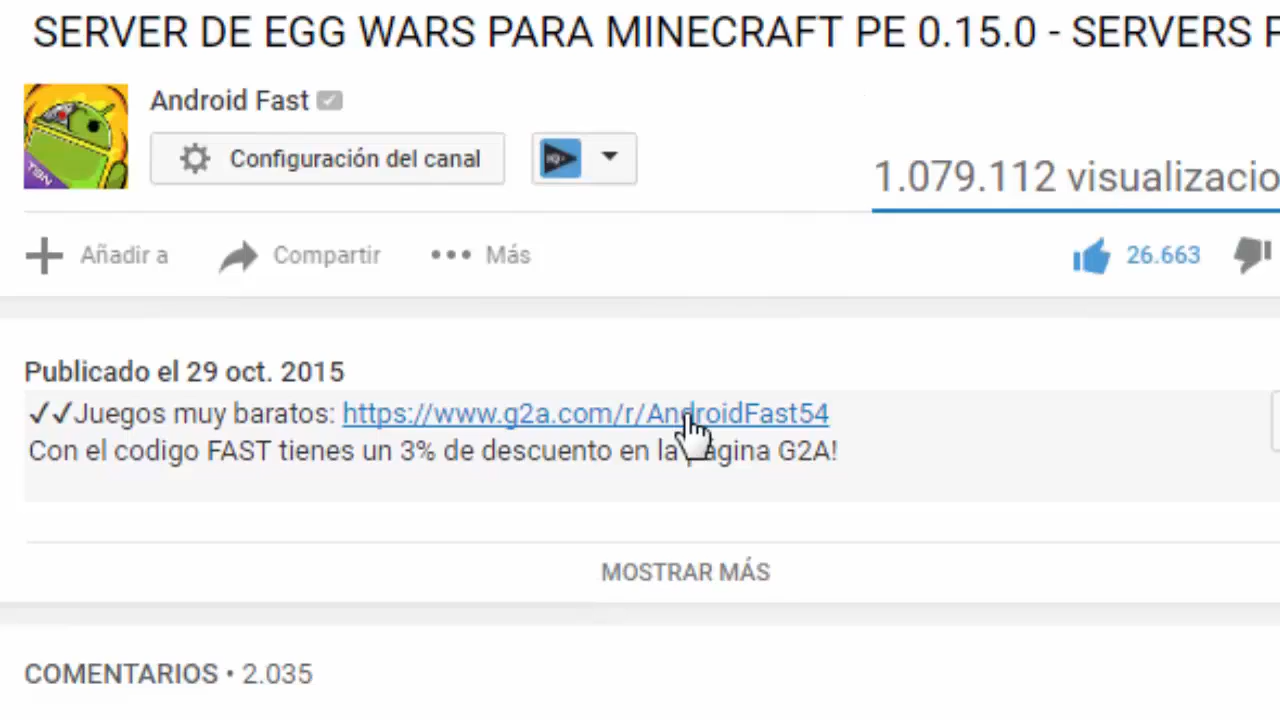 SERVER DE EGG WARS PARA MINECRAFT PE 0.15.0 - SERVERS P
Android Fast
Configuración del canal
1.079.112 visualizacio
Añadir a
Compartir
Más
26.663
Publicado el 29 oct. 2015
✓✓Juegos muy baratos: https://www.g2a.com/r/AndroidFast54
Con el codigo FAST tienes un 3% de descuento en la página G2A!
MOSTRAR MÁS
COMENTARIOS • 2.035